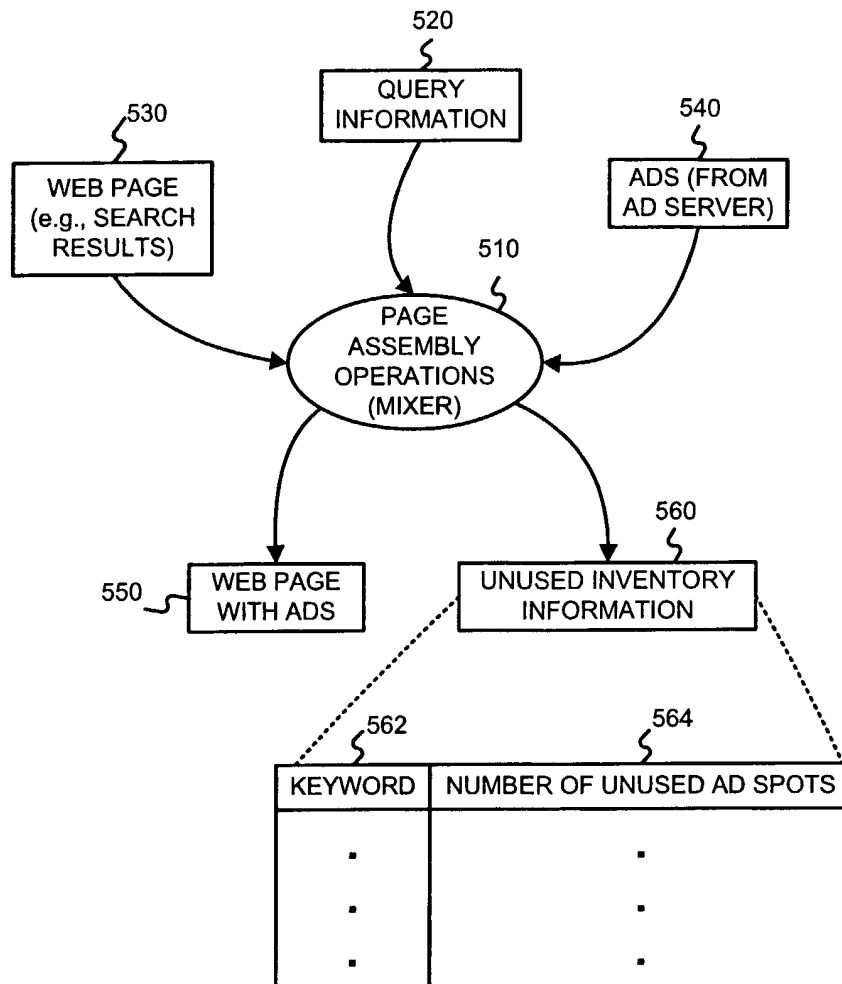 520
QUERY
INFORMATION
530
WEB PAGE
(e.g., SEARCH
RESULTS)
540
ADS (FROM
AD SERVER)
510
PAGE
ASSEMBLY
OPERATIONS
(MIXER)
550
WEB PAGE
WITH ADS
560
UNUSED INVENTORY
INFORMATION
562
564
KEYWORD
NUMBER OF UNUSED AD SPOTS